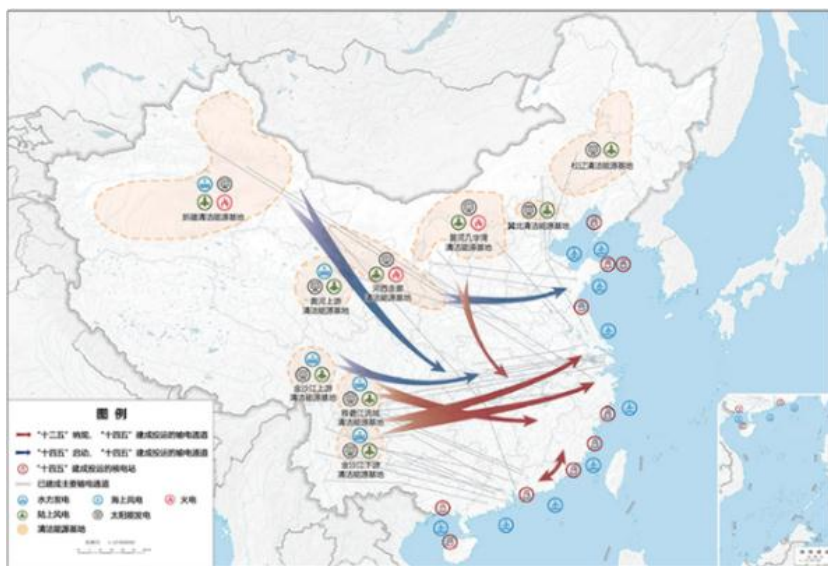 松辽清洁能源基地
新疆清洁能源基地
黄河几字湾
清洁能源基地
冀北清洁能源基地
黄河上游
清洁能源基地
河西走廊
清洁能源基地
金沙江上游
清洁能源基地
雅砻江流域
清洁能源基地
金沙江下游
清洁能源基地
图 例
“十四五”建成投运的输电通道
“十四五”启动、“十四五”建成投运的输电通道
“十四五”建成投运的核电站
已建成主要输电通道
水力发电 海上风电 火电
陆上风电 太阳能发电
清洁能源基地